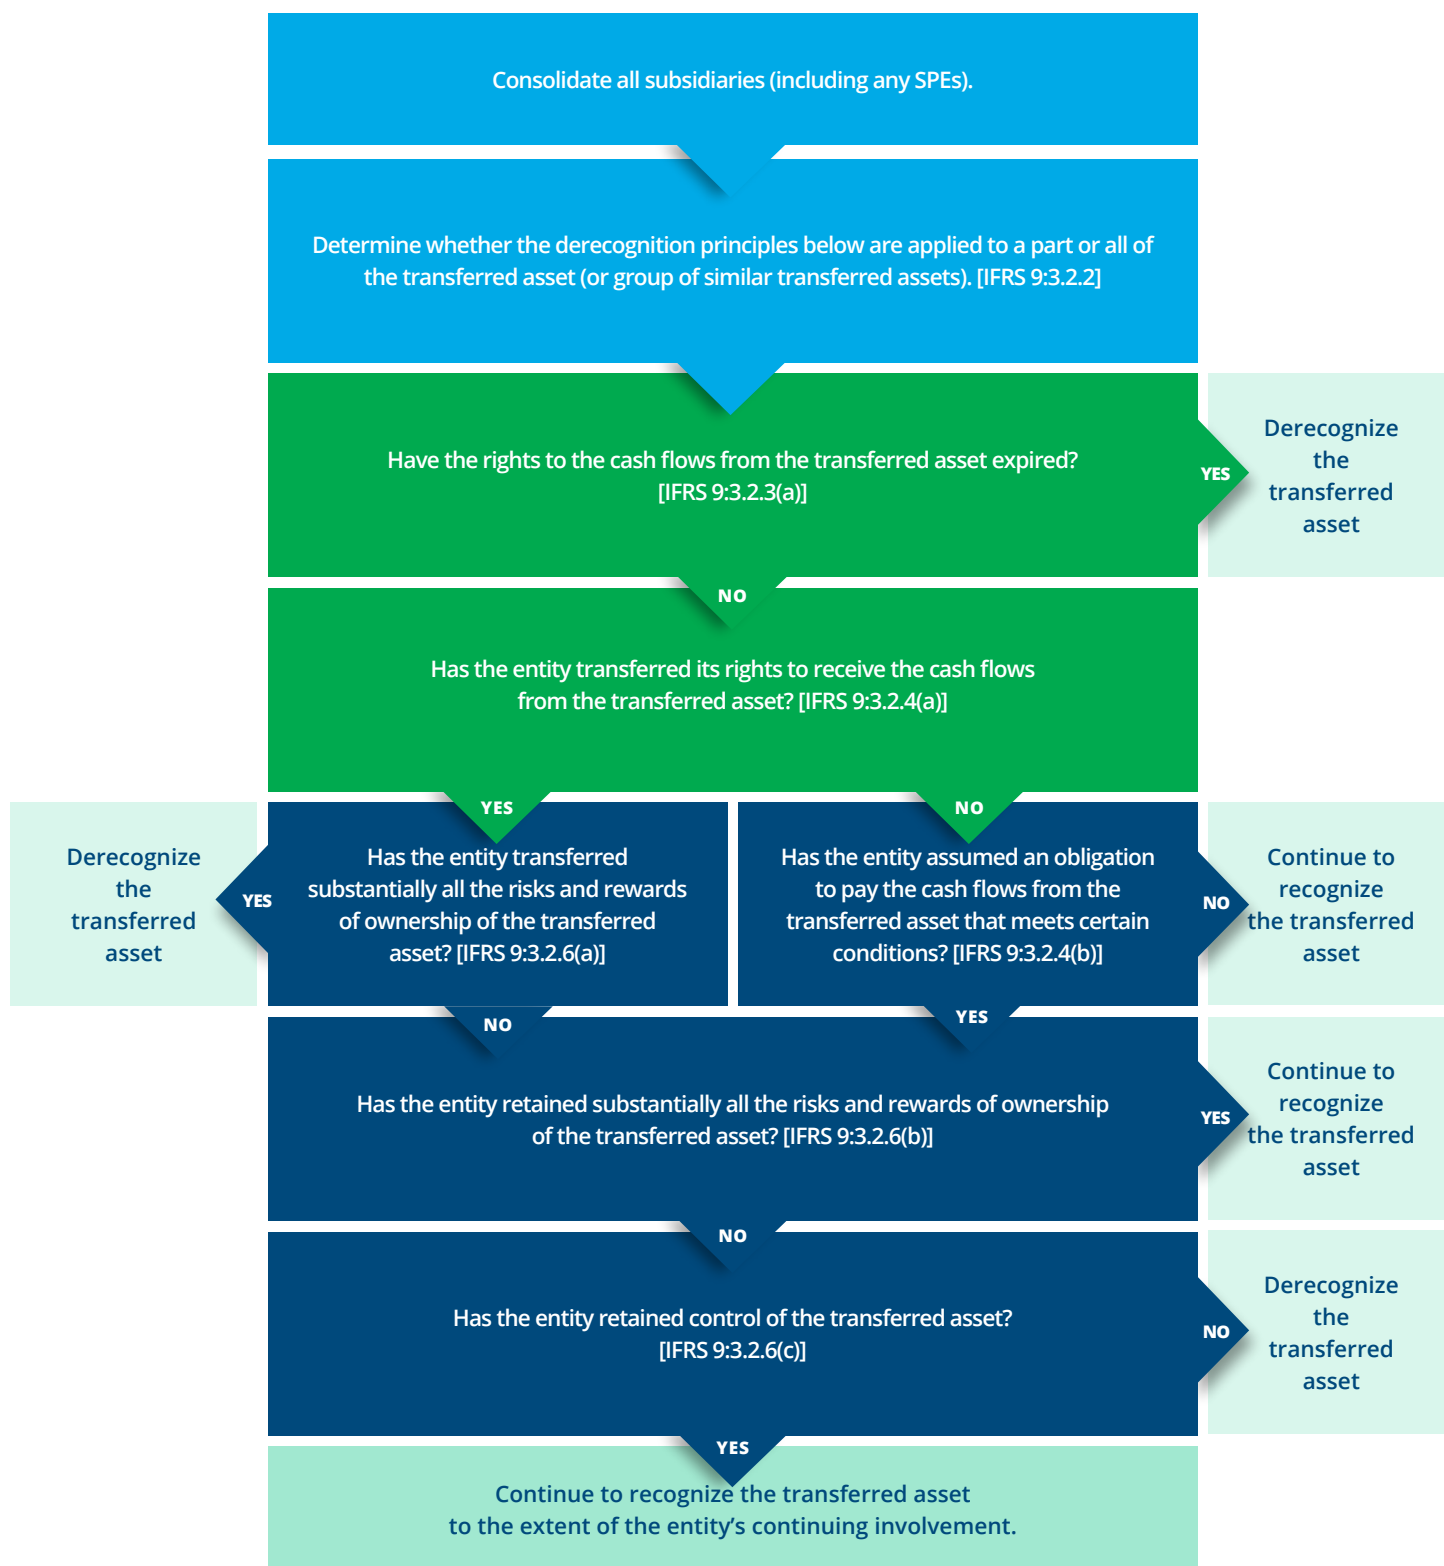 Consolidate all subsidiaries (including any SPEs).
Determine whether the derecognition principles below are applied to a part or all of
the transferred asset (or group of similar transferred assets). [IFRS 9:3.2.2]
Have the rights to the cash flows from the transferred asset expired?
[IFRS 9:3.2.3(a)]
YES
Derecognize
the
transferred
asset
NO
Has the entity transferred its rights to receive the cash flows
from the transferred asset? [IFRS 9:3.2.4(a)]
YES
NO
Derecognize
the
transferred
asset
YES
Has the entity transferred
substantially all the risks and rewards
of ownership of the transferred
asset? [IFRS 9:3.2.6(a)]
Has the entity assumed an obligation
to pay the cash flows from the
transferred asset that meets certain
conditions? [IFRS 9:3.2.4(b)]
NO
Continue to
recognize
the transferred
asset
NO
YES
Has the entity retained substantially all the risks and rewards of ownership
of the transferred asset? [IFRS 9:3.2.6(b)]
YES
Continue to
recognize
the transferred
asset
NO
Has the entity retained control of the transferred asset?
[IFRS 9:3.2.6(c)]
NO
Derecognize
the
transferred
asset
YES
Continue to recognize the transferred asset
to the extent of the entity’s continuing involvement.